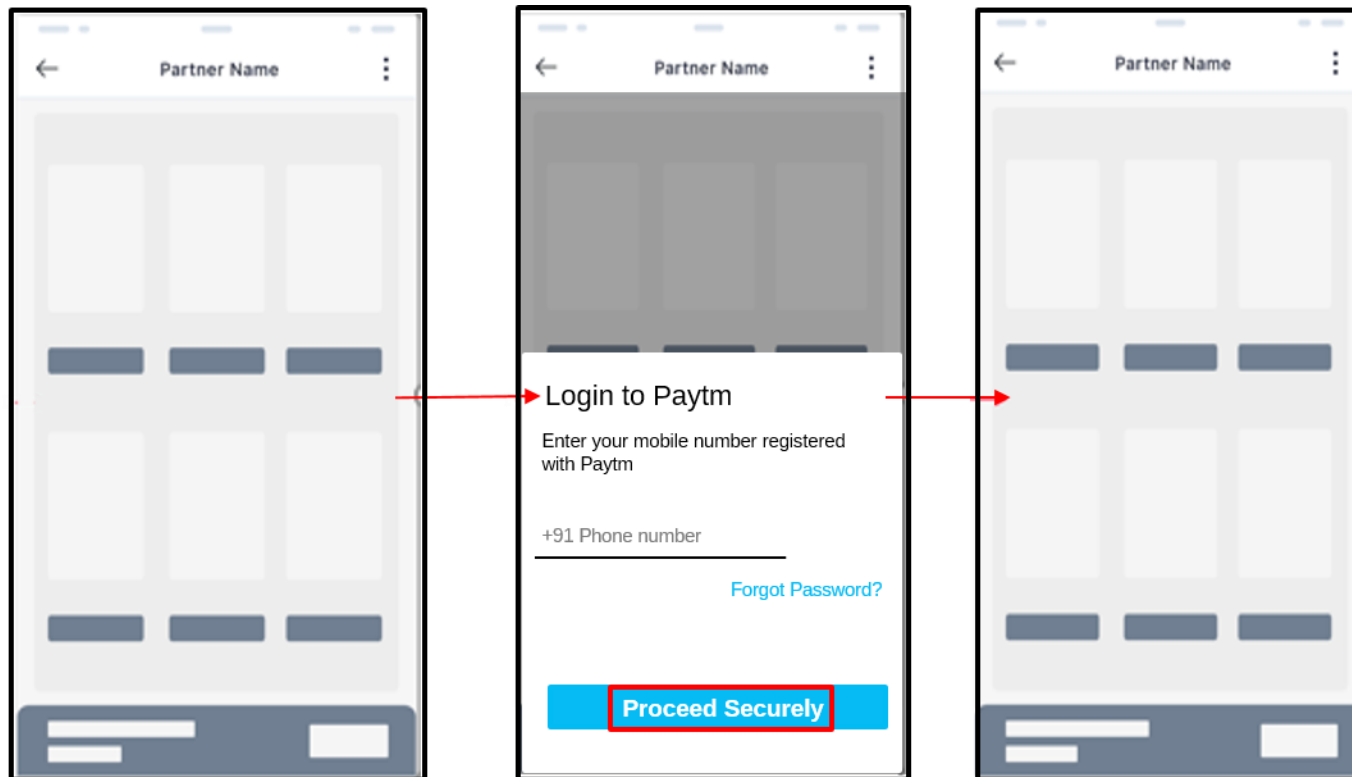 Partner Name
Partner Name
Login to Paytm
Enter your mobile number registered
with Paytm
+91 Phone number
Forgot Password?
Proceed Securely
Partner Name